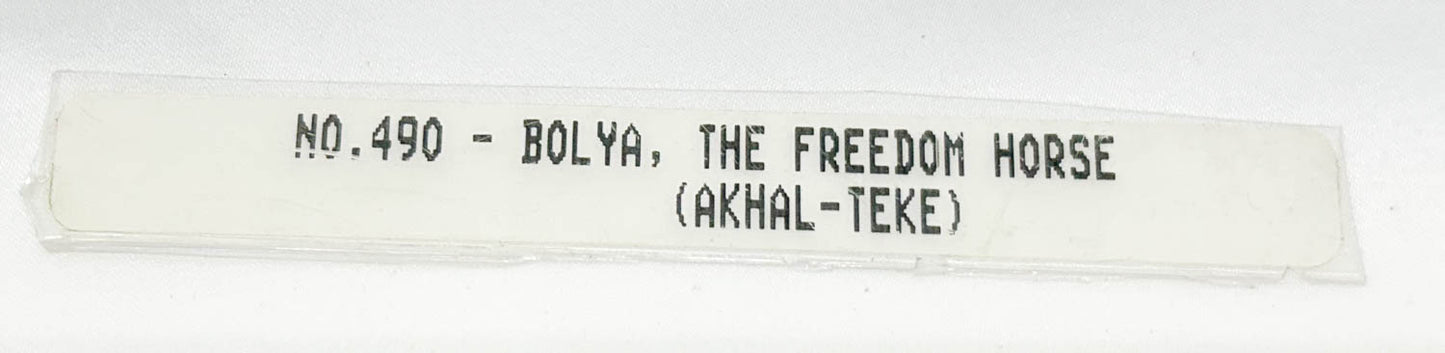 NO.490 - BOLYA, THE FREEDOM HORSE
(AKHAL-TEKE)